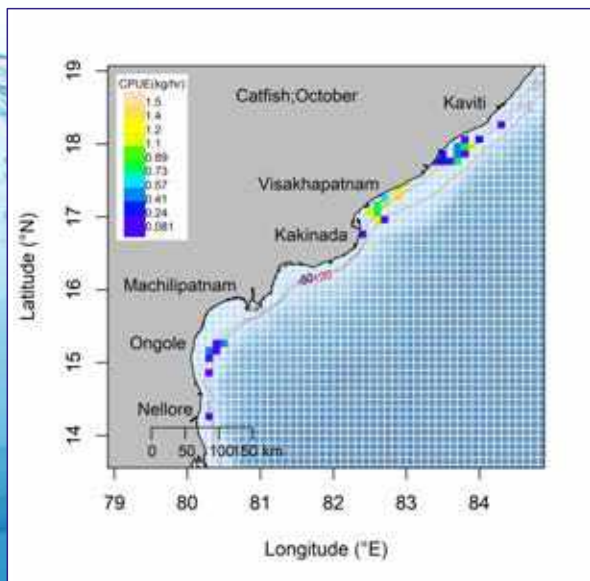 CPUE(kg/hr)
1.5
1.4
1.2
1.1
0.89
0.73
0.57
0.41
0.24
0.081
Catfish;October
Kaviti
Visakhapatnam
Kakinada
Machilipatnam
Ongole
Nellore
0 50 100150 km
19
18
17
16
15
14
Latitude (°N)
79 80 81 82 83 84
Longitude (°E)